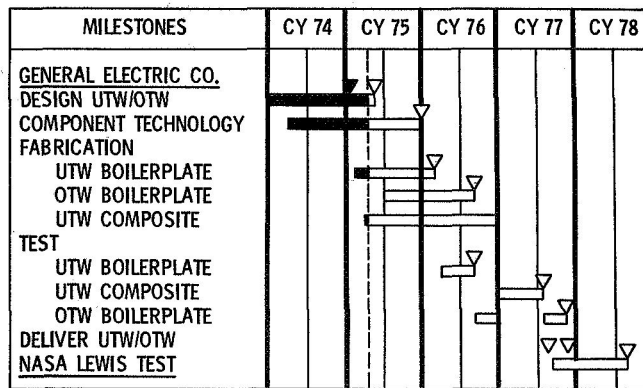 MILESTONES CY 74 CY 75 CY 76 CY 77 CY 78
GENERAL ELECTRIC CO.
DESIGN UTW/OTW
COMPONENT TECHNOLOGY
FABRICATION
UTW BOILERPLATE
OTW BOILERPLATE
UTW COMPOSITE
TEST
UTW BOILERPLATE
UTW COMPOSITE
OTW BOILERPLATE
DELIVER UTW/OTW
NASA LEWIS TEST